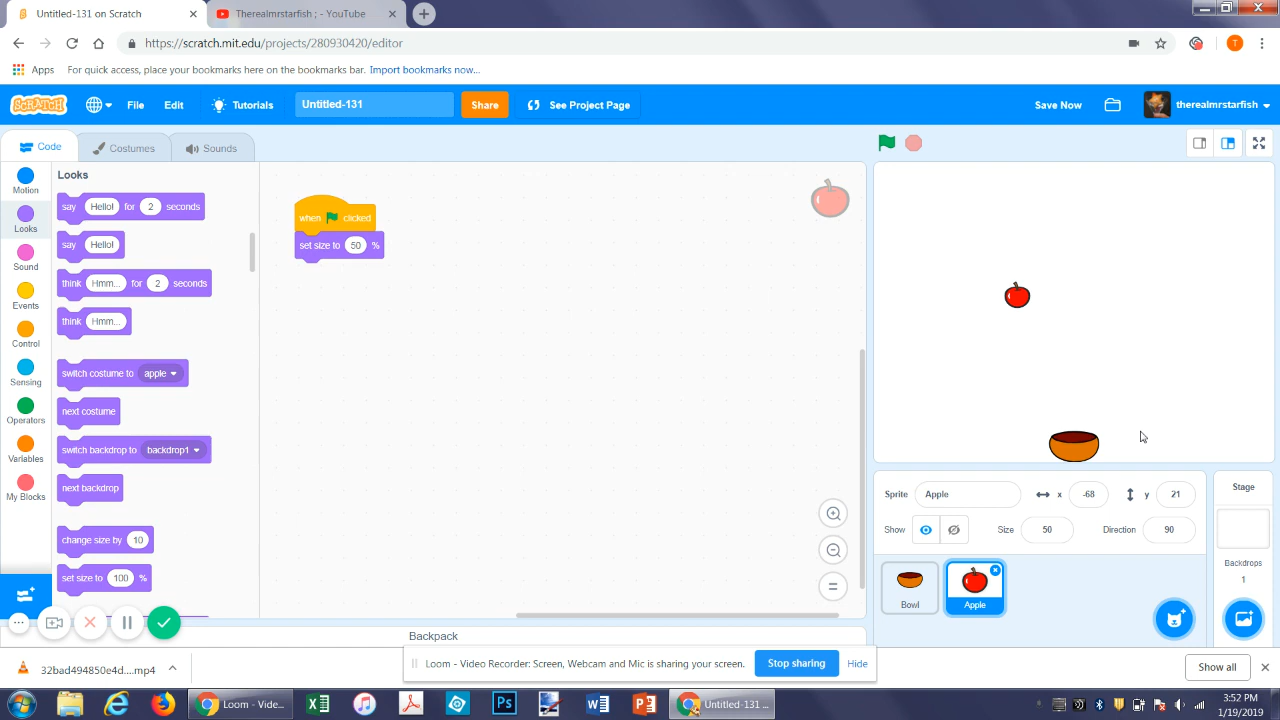 Untitled-131 on Scratch
Therealmrstarfish ; - YouTube
https://scratch.mit.edu/projects/280930420/editor
Apps For quick access, place your bookmarks here on the bookmarks bar. Import bookmarks now...
T
SCRATCH
File
Edit
Tutorials
Untitled-131
Share
See Project Page
Save Now
therealmrstarfish
Code
Costumes
Sounds
Motion
Looks
Sound
Events
Control
Sensing
Operators
Variables
My Blocks
Looks
say Hello! for 2 seconds
say Hello!
think Hmm... for 2 seconds
think Hmm...
switch costume to apple
next costume
switch backdrop to backdrop1
next backdrop
change size by 10
set size to 100 %
when clicked
set size to 50 %
Sprite Apple x -68 y 21
Show Size 50 Direction 90
Bowl
Apple
Stage
Backdrops
1
Backpack
Loom - Video Recorder: Screen, Webcam and Mic is sharing your screen. Stop sharing Hide
32bad494850e4d....mp4
Show all
Loom - Vide...
Ps
Untitled-131 ...
3:52 PM
1/19/2019